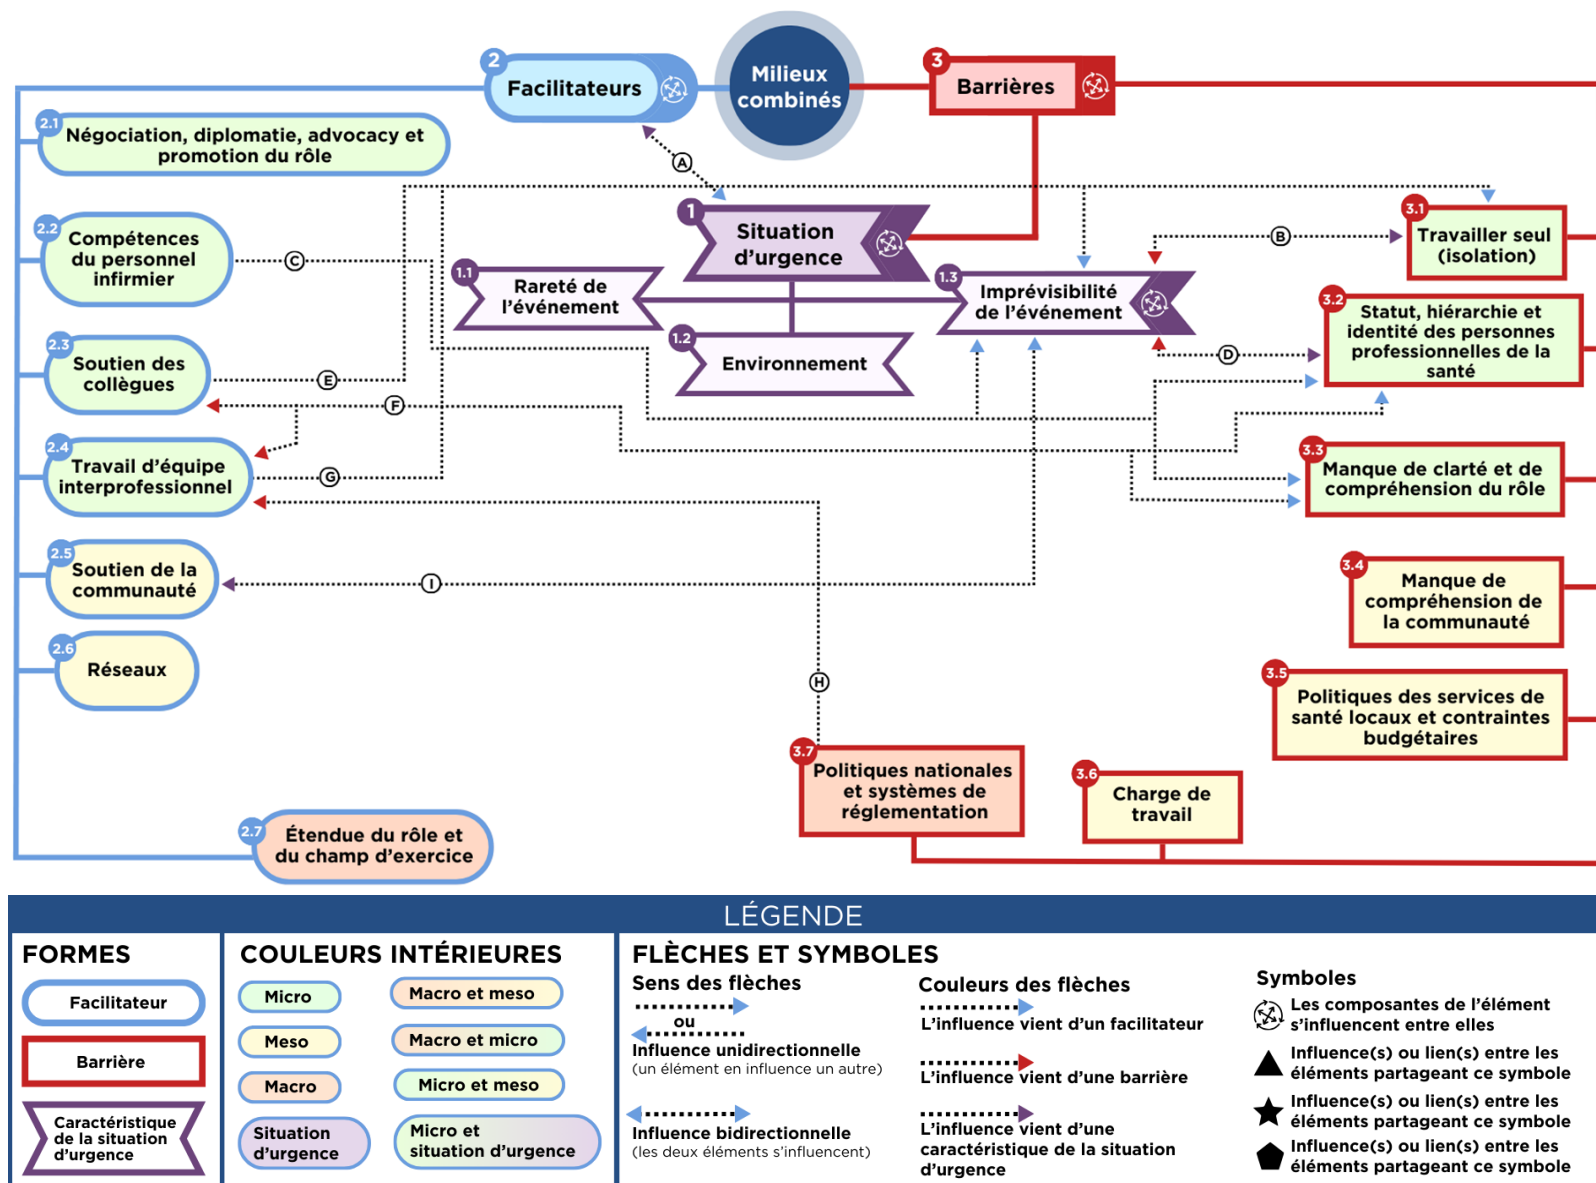 Milieux
combinés
2
Facilitateurs
3
Barrières
2.1
Négociation, diplomatie, advocacy et
promotion du rôle
A
2.2
Compétences
du personnel
infirmier
C
1
Situation
d'urgence
1.1
Rareté de
l'événement
1.2
Environnement
1.3
Imprévisibilité
de l'événement
B
3.1
Travailler seul
(isolation)
3.2
Statut, hiérarchie et
identité des personnes
professionnelles de la
santé
D
2.3
Soutien des
collègues
E
F
2.4
Travail d'équipe
interprofessionnel
G
3.3
Manque de clarté et de
compréhension du rôle
2.5
Soutien de la
communauté
I
3.4
Manque de
compréhension de
la communauté
2.6
Réseaux
H
3.5
Politiques des services de
santé locaux et contraintes
budgétaires
3.7
Politiques nationales
et systèmes de
réglementation
3.6
Charge de
travail
2.7
Étendue du rôle et
du champ d'exercice
LÉGENDE
FORMES
Facilitateur
Barrière
Caractéristique
de la situation
d'urgence
COULEURS INTÉRIEURES
Micro
Meso
Macro
Situation
d'urgence
Macro et meso
Macro et micro
Micro et meso
Micro et
situation d'urgence
FLÈCHES ET SYMBOLES
Sens des flèches
ou
Influence unidirectionnelle
(un élément en influence un autre)
Influence bidirectionnelle
(les deux éléments s'influencent)
Couleurs des flèches
L'influence vient d'un facilitateur
L'influence vient d'une barrière
L'influence vient d'une
caractéristique de la situation
d'urgence
Symboles
Les composantes de l'élément
s'influencent entre elles
Influence(s) ou lien(s) entre les
éléments partageant ce symbole
Influence(s) ou lien(s) entre les
éléments partageant ce symbole
Influence(s) ou lien(s) entre les
éléments partageant ce symbole